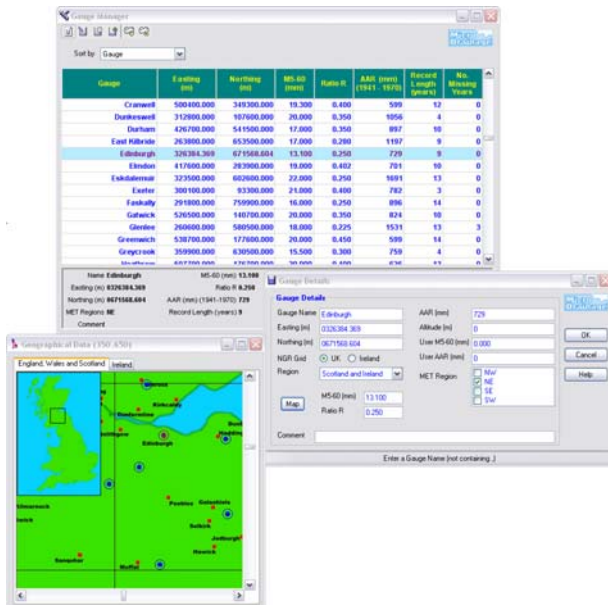 Gauge Manager
Sort by Gauge
Gauge Easting (m) Northing (m) M5-60 (mm) Ratio R AAR (mm) (1941 - 1970) Record Length (years) No. Missing Years
Cranwell 500400.000 349300.000 19.300 0.400 599 12 0
Dunkeswell 312800.000 107600.000 20.000 0.350 1056 4 0
Durham 426700.000 541500.000 17.000 0.350 897 10 0
East Kilbride 263800.000 653500.000 17.000 0.280 1197 9 0
Edinburgh 326384.369 671568.604 13.100 0.250 729 9 0
Elmdon 417600.000 283900.000 19.000 0.402 701 10 0
Eskdalemuir 323500.000 602600.000 22.000 0.250 1691 13 0
Exeter 300100.000 93300.000 21.000 0.400 782 3 0
Faskally 291800.000 759900.000 16.000 0.250 896 14 0
Gatwick 526500.000 140700.000 20.000 0.350 824 10 0
Glenlee 260600.000 580500.000 18.000 0.225 1531 13 3
Greenwich 538700.000 177600.000 20.000 0.450 599 14 0
Greycrook 359900.000 630500.000 15.500 0.300 759 4 0
Name Edinburgh M5-60 (mm) 13.100
Easting (m) 0326384.369 Ratio R 0.250
Northing (m) 0671568.604 AAR (mm) (1941-1970) 729
MET Regions NE Record Length (years) 9
Comment
Gauge Details
Gauge Details
Gauge Name Edinburgh AAR (mm) 729
Easting (m) 0326384.369 Altitude (m) 0
Northing (m) 0671568.604 User M5-60 (mm) 0.000
NGR Grid UK Ireland User AAR (mm) 0
Region Scotland and Ireland MET Region NW
NE
SE
SW
Map M5-60 (mm) 13.100
Ratio R 0.250
Comment
OK
Cancel
Help
Enter a Gauge Name (not containing ,)
Geographical Data (350,650)
England, Wales and Scotland Ireland
Kirkcaldy
Dunfermline
Edinburgh
Peebles Galashiels
Selkirk
Jedburgh
Hawick
Sanquhar
Moffat